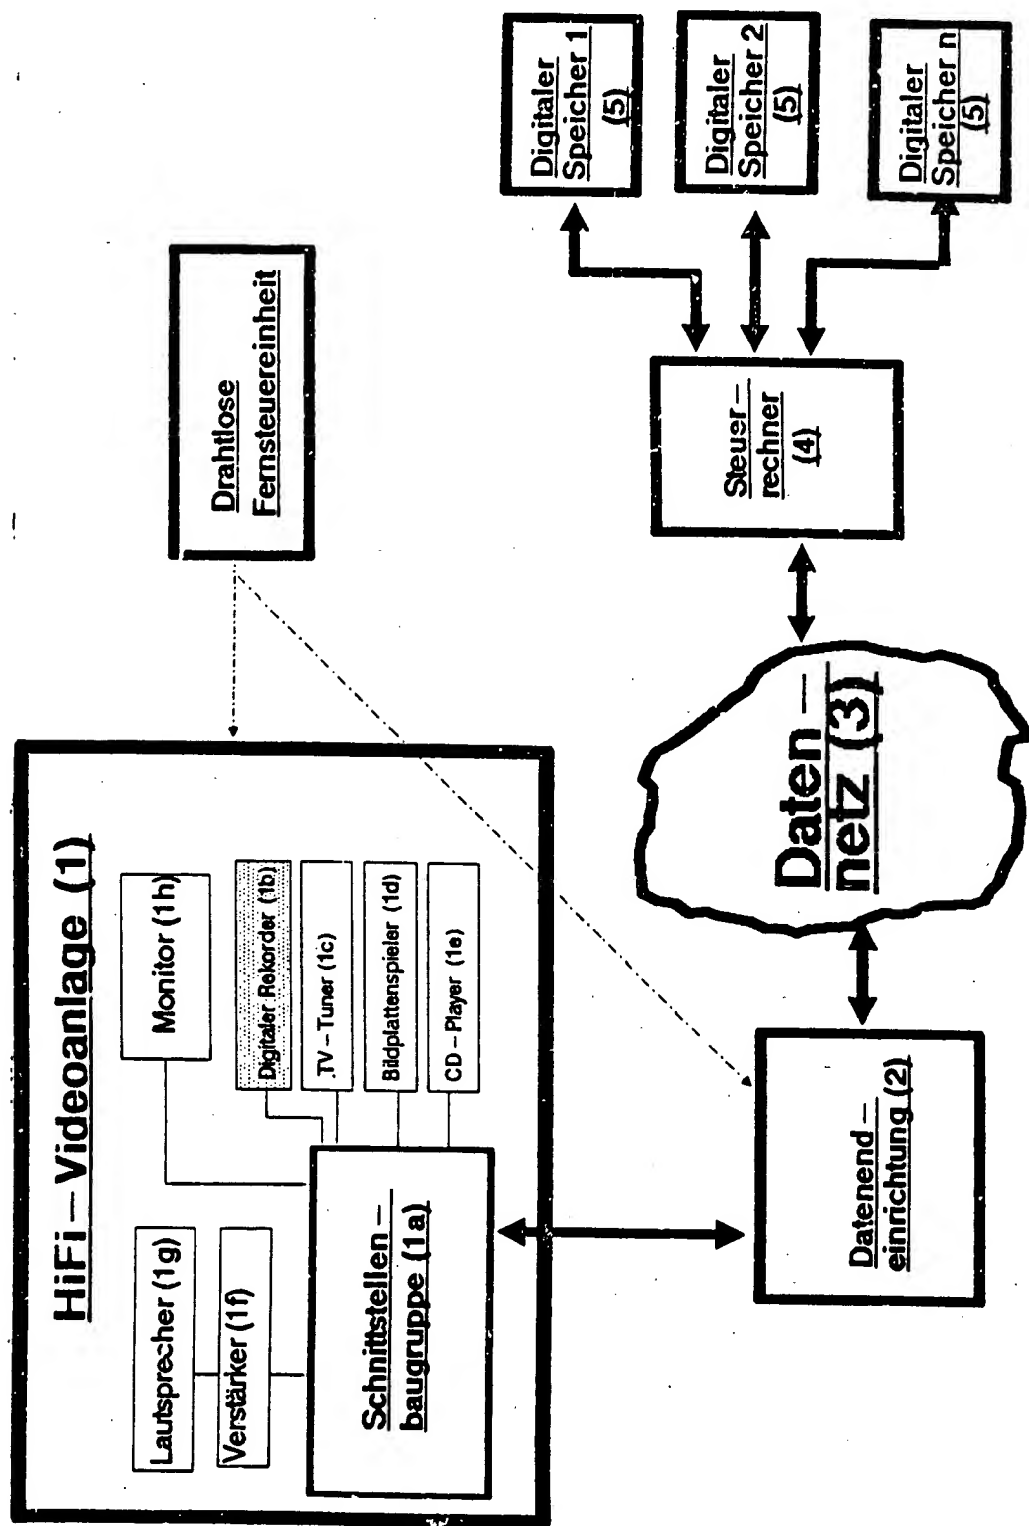 HiFi–Videoanlage (1)
Lautsprecher (1g)
Verstärker (1f)
Monitor (1h)
Digitaler Rekorder (1b)
TV–Tuner (1c)
Bildplattenspieler (1d)
CD–Player (1e)
Schnittstellen–
baugruppe (1a)
Drahtlose
Fernsteuereinheit
Datenend–
einrichtung (2)
Daten–
netz (3)
Steuer–
rechner
(4)
Digitaler
Speicher 1
(5)
Digitaler
Speicher 2
(5)
Digitaler
Speicher n
(5)